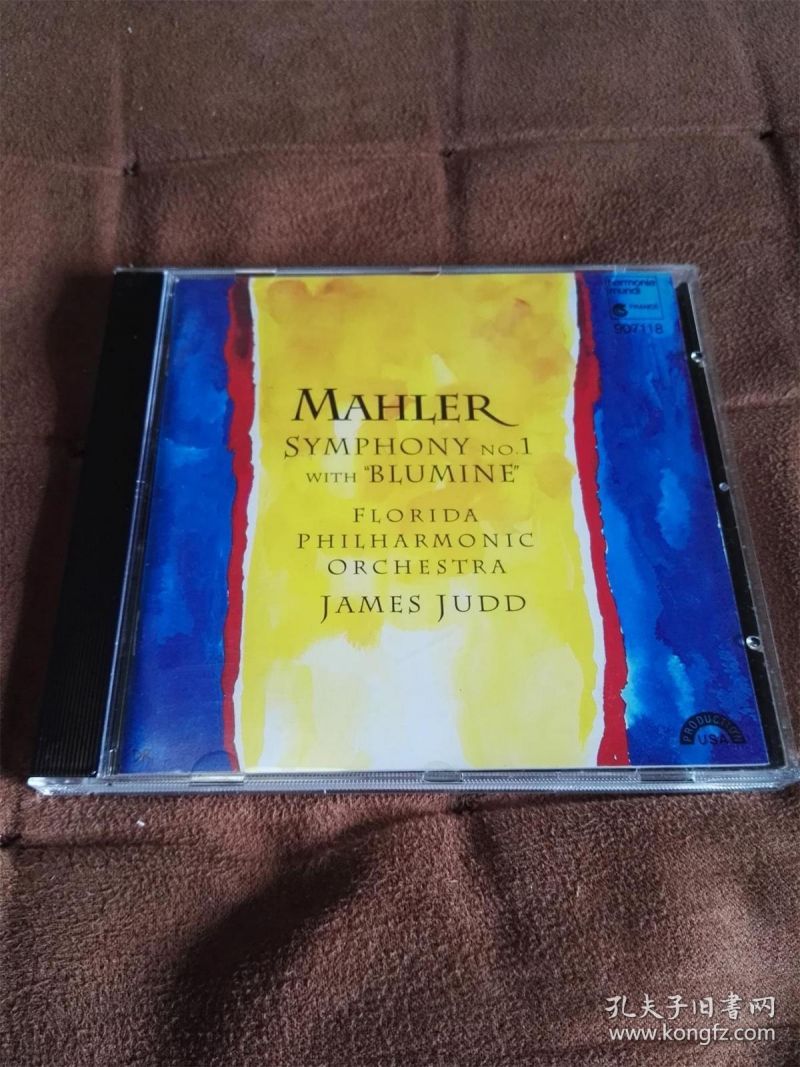 harmonia
mundi
FRANCE
907118
MAHLER
SYMPHONY NO.1
WITH "BLUMINE"
FLORIDA
PHILHARMONIC
ORCHESTRA
JAMES JUDD
PRODUCTION
USA
孔夫子旧書网
www.kongfz.com